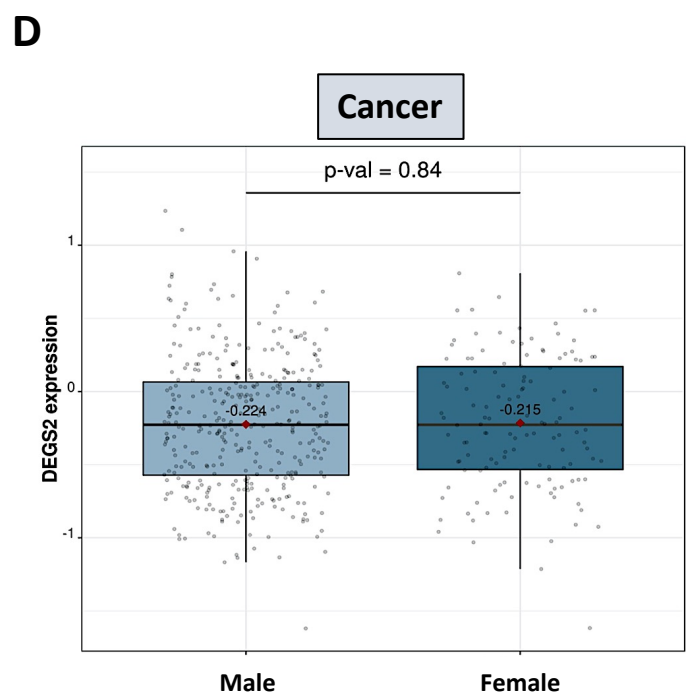 D
Cancer
p-val = 0.84
1
0
-1
DEGS2 expression
-0.224
-0.215
Male
Female